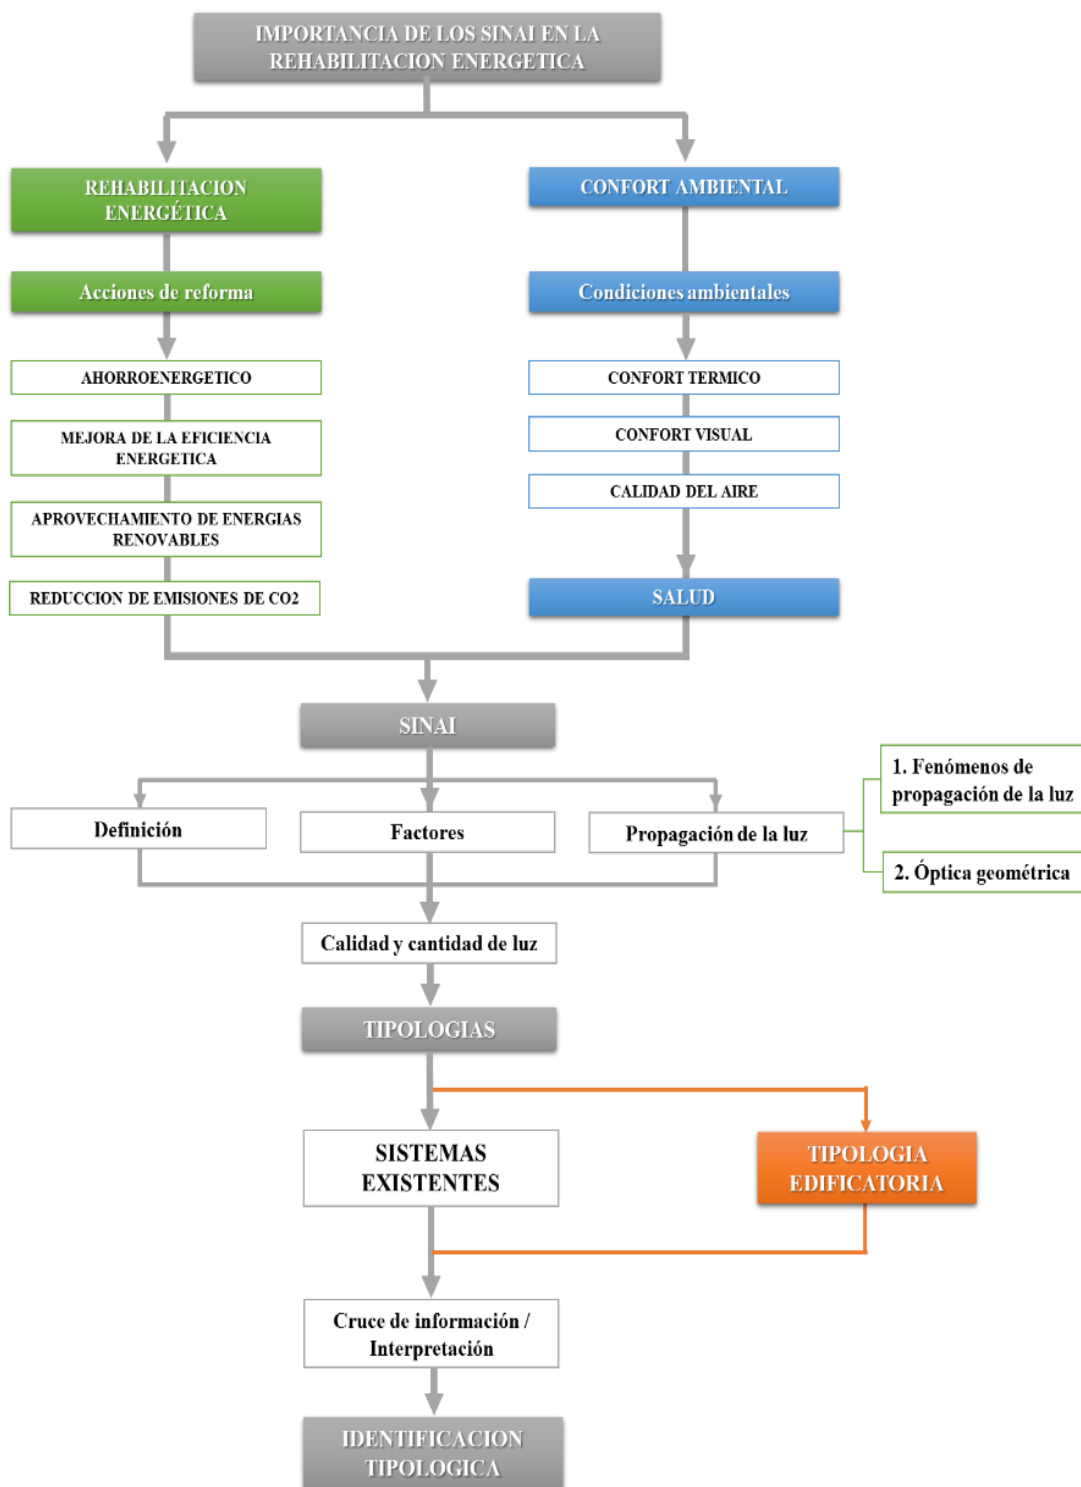 IMPORTANCIA DE LOS SINAI EN LA
REHABILITACION ENERGETICA
REHABILITACION
ENERGÉTICA
CONFORT AMBIENTAL
Acciones de reforma
Condiciones ambientales
AHORROENERGETICO
CONFORT TERMICO
MEJORA DE LA EFICIENCIA
ENERGETICA
CONFORT VISUAL
CALIDAD DEL AIRE
APROVECHAMIENTO DE ENERGIAS
RENOVABLES
REDUCCION DE EMISIONES DE CO2
SALUD
SINAI
1. Fenómenos de
propagación de la luz
Definición
Factores
Propagación de la luz
2. Óptica geométrica
Calidad y cantidad de luz
TIPOLOGIAS
SISTEMAS
EXISTENTES
TIPOLOGIA
EDIFICATORIA
Cruce de información /
Interpretación
IDENTIFICACION
TIPOLOGICA